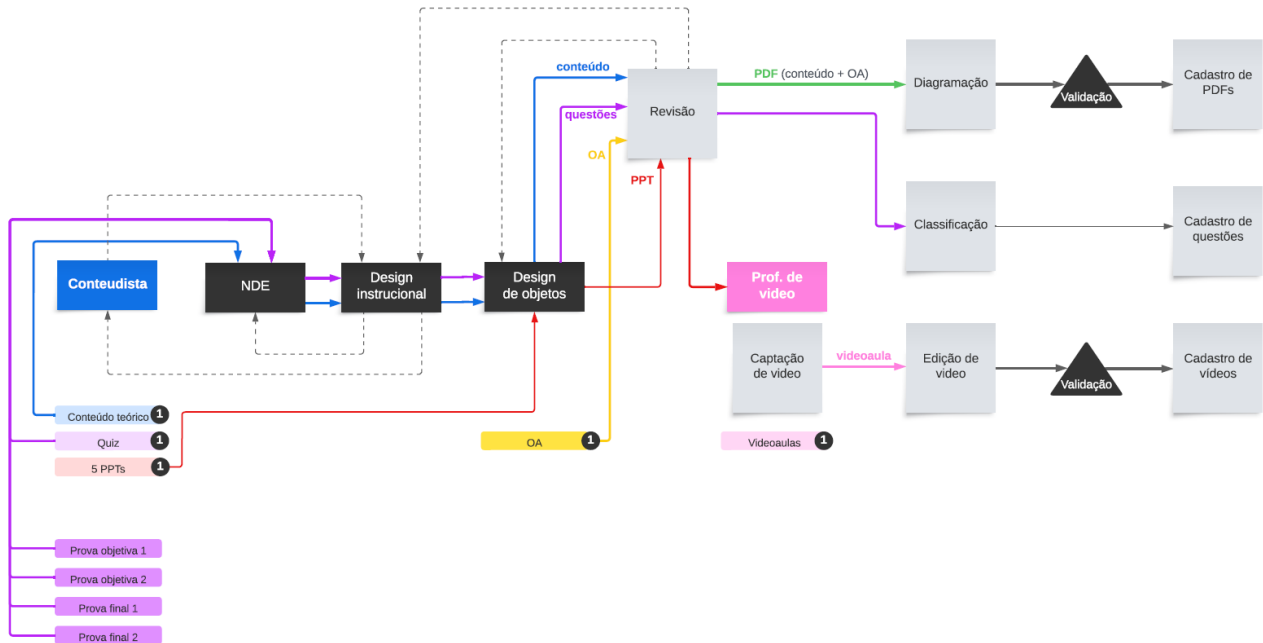 conteúdo
questões
OA
PPT
Revisão
PDF (conteúdo + OA)
Diagramação
Validação
Cadastro de
PDFs
Classificação
Cadastro de
questões
Conteudista
NDE
Design
instrucional
Design
de objetos
Prof. de
video
Captação
de video
videoaula
Edição de
video
Validação
Cadastro de
vídeos
Conteúdo teórico 1
Quiz 1
5 PPTs 1
OA 1
Videoaulas 1
Prova objetiva 1
Prova objetiva 2
Prova final 1
Prova final 2